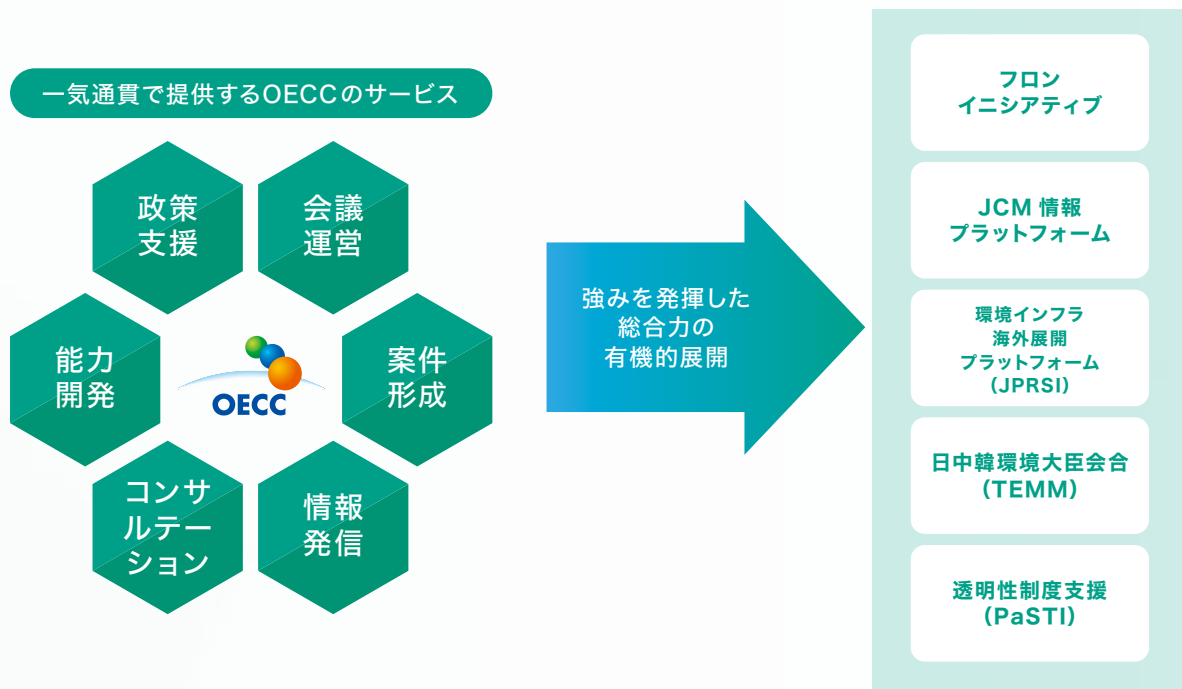 一気通貫で提供するOECCのサービス
政策
支援
会議
運営
能力
開発
OECC
案件
形成
コンサ
ルテー
ション
情報
発信
強みを発揮した
総合力の
有機的展開
フロン
イニシアティブ
JCM 情報
プラットフォーム
環境インフラ
海外展開
プラットフォーム
（JPRSI）
日中韓環境大臣会合
（TEMM）
透明性制度支援
（PaSTI）